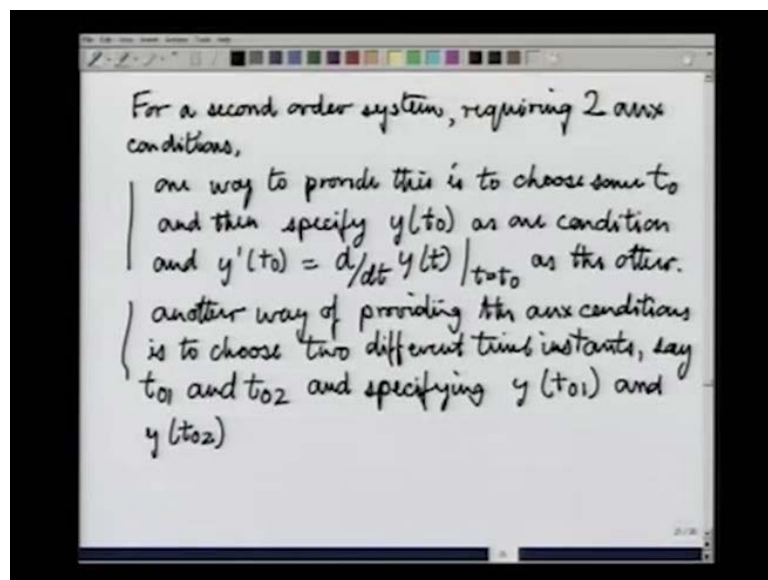 For a second order system, requiring 2 aux
conditions,
one way to provide this is to choose some t₀
and then specify y(t₀) as one condition
and y'(t₀) = d/dt y(t)|t=t₀ as the other.
another way of providing the aux conditions
is to choose two different time instants, say
t₀₁ and t₀₂ and specifying y(t₀₁) and
y(t₀₂)